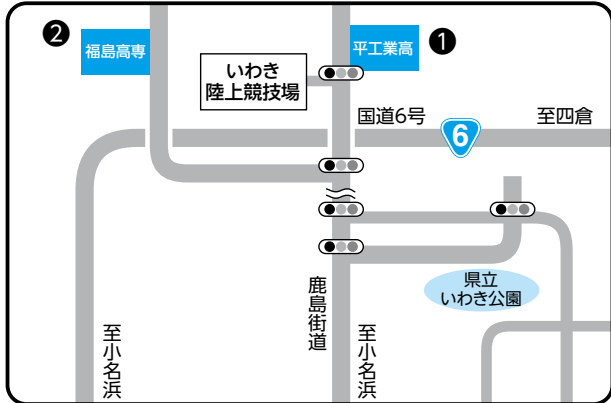 ❷
福島高専
いわき
陸上競技場
平工業高
❶
国道6号
6
至四倉
県立
いわき公園
鹿島街道
至小名浜
至小名浜